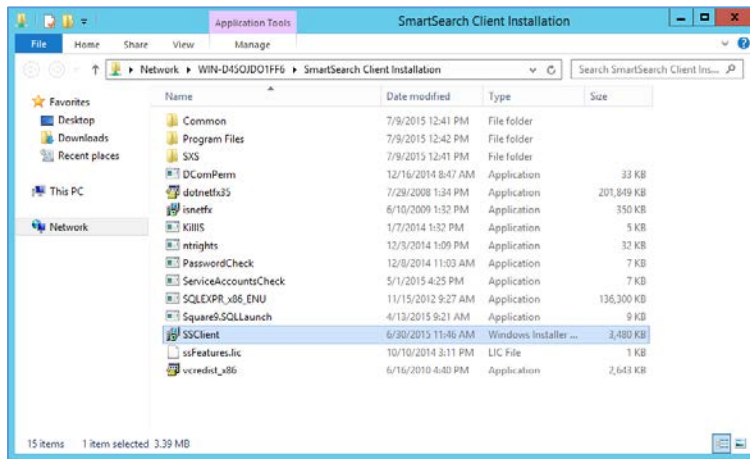 Application Tools
SmartSearch Client Installation
File Home Share View Manage
Network WIN-D4SOJDO1FF6 SmartSearch Client Installation
Search SmartSearch Client Ins...
Favorites
Desktop
Downloads
Recent places
This PC
Network
Name Date modified Type Size
Common 7/9/2015 12:41 PM File folder
Program Files 7/9/2015 12:42 PM File folder
SXS 7/9/2015 12:41 PM File folder
DComPerm 12/16/2014 8:47 AM Application 33 KB
dotnetfx35 7/29/2008 1:34 PM Application 201,849 KB
isnetfx 6/10/2009 1:32 PM Application 350 KB
KillIS 1/7/2014 1:32 PM Application 5 KB
ntrights 12/3/2014 1:09 PM Application 32 KB
PasswordCheck 12/8/2014 11:03 AM Application 7 KB
ServiceAccountsCheck 5/1/2015 4:25 PM Application 7 KB
SQLEXPR_x86_ENU 11/15/2012 9:27 AM Application 136,300 KB
Square9.SQLLaunch 4/13/2015 9:21 AM Application 9 KB
SSClient 6/30/2015 11:46 AM Windows Installer ... 3,480 KB
ssFeatures.lic 10/10/2014 3:11 PM LIC File 1 KB
vcredist_x86 6/16/2010 4:40 PM Application 2,643 KB
15 items 1 item selected 3.39 MB